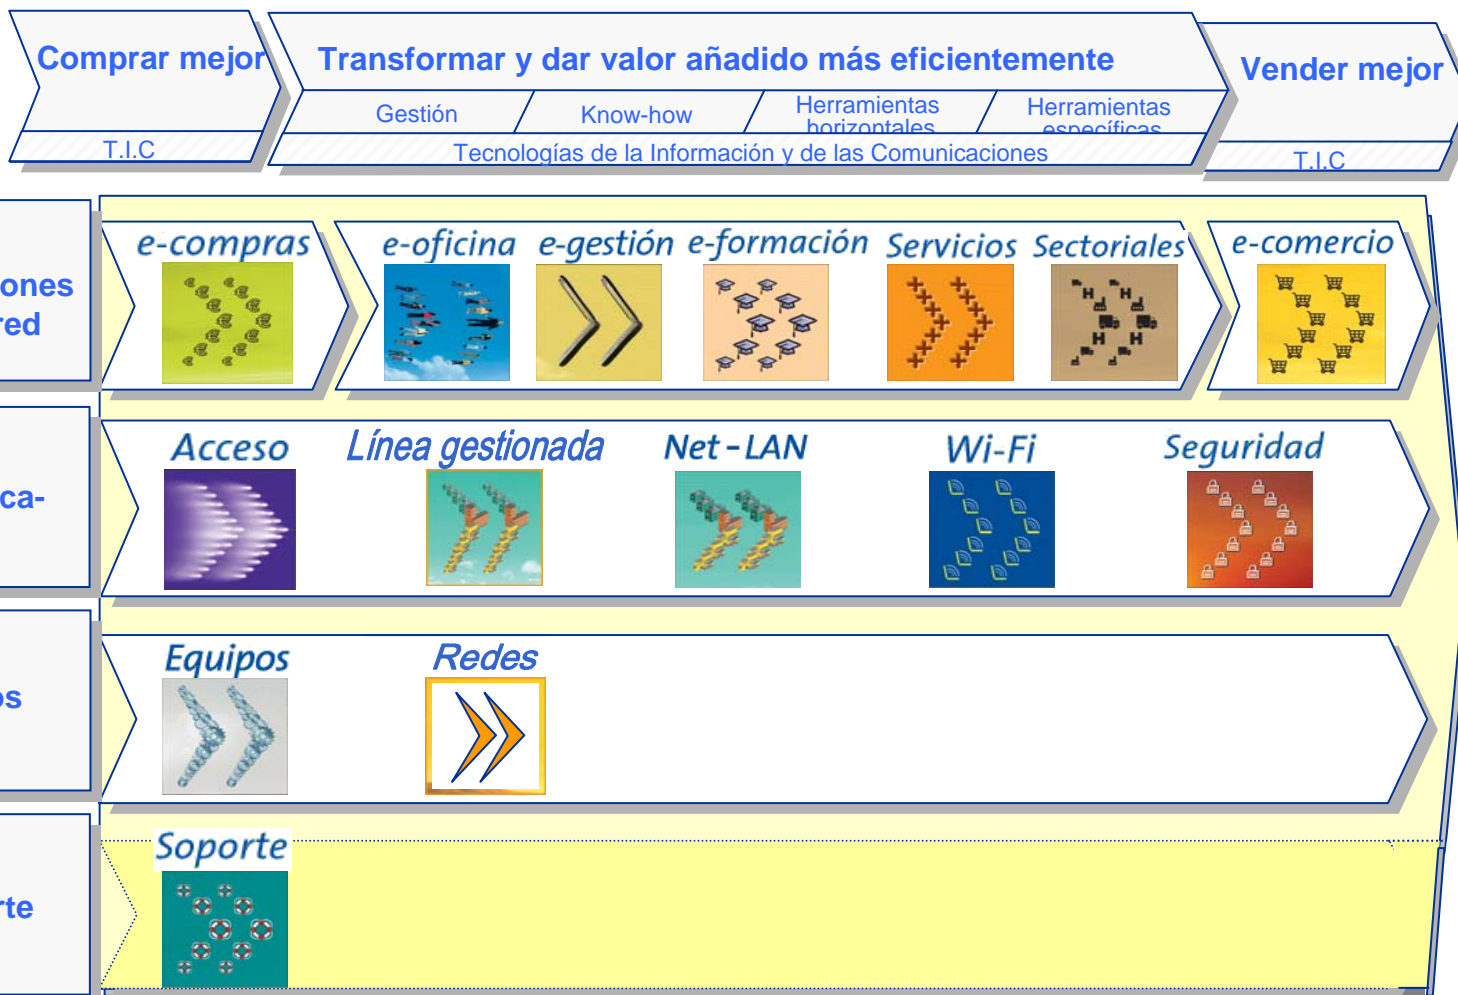 Comprar mejor
Transformar y dar valor añadido más eficientemente
Vender mejor
Gestión
Know-how
Herramientas
horizontales
Herramientas
específicas
T.I.C
Tecnologías de la Información y de las Comunicaciones
T.I.C
ones
red
e-compras
e-oficina
e-gestión
e-formación
Servicios
Sectoriales
e-comercio
ca-
Acceso
Línea gestionada
Net-LAN
Wi-Fi
Seguridad
os
Equipos
Redes
rte
Soporte